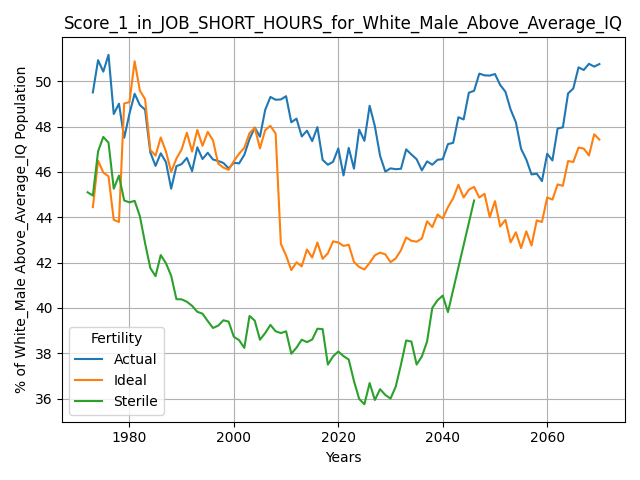 Score_1_in_JOB_SHORT_HOURS_for_White_Male_Above_Average_IQ
% of White_Male Above_Average_IQ Population
50
48
46
44
42
40
38
36
Fertility
Actual
Ideal
Sterile
1980 2000 2020 2040 2060
Years